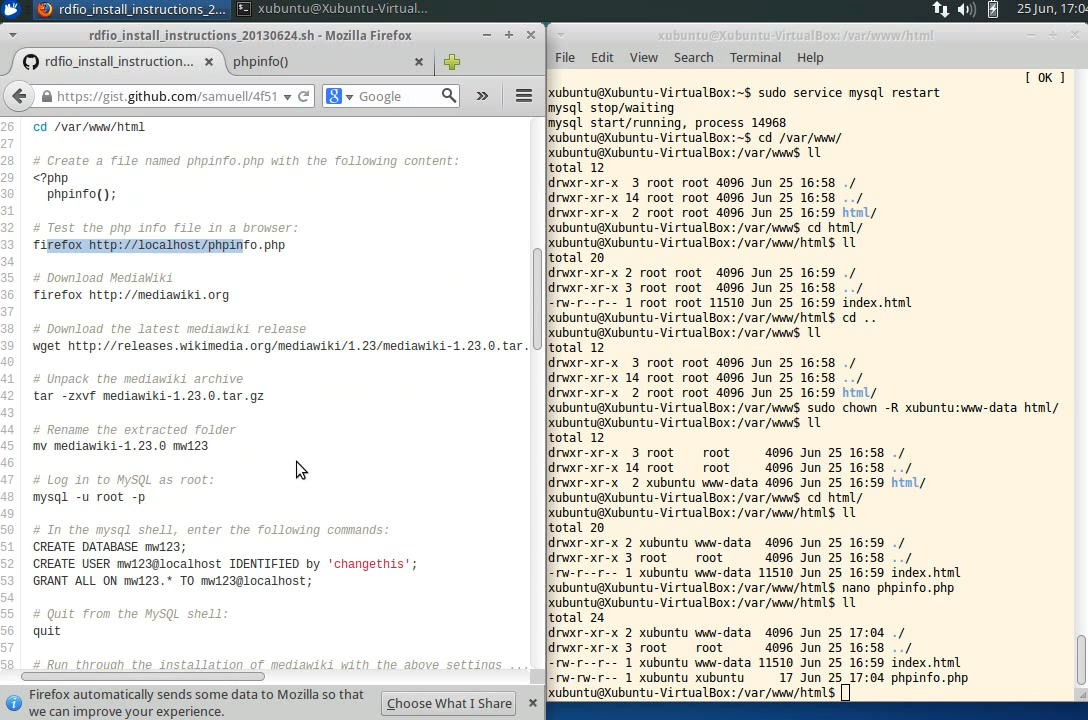 rdfio_install_instructions_2...
xubuntu@Xubuntu-Virtual...
25 Jun, 17:04
rdfio_install_instructions_20130624.sh - Mozilla Firefox
rdfio_install_instruction...
phpinfo()
https://gist.github.com/samuell/4f51
Google
26 cd /var/www/html
27
28 # Create a file named phpinfo.php with the following content:
29 <?php
30 phpinfo();
31
32 # Test the php info file in a browser:
33 firefox http://localhost/phpinfo.php
34
35 # Download MediaWiki
36 firefox http://mediawiki.org
37
38 # Download the latest mediawiki release
39 wget http://releases.wikimedia.org/mediawiki/1.23/mediawiki-1.23.0.tar.
40
41 # Unpack the mediawiki archive
42 tar -zxvf mediawiki-1.23.0.tar.gz
43
44 # Rename the extracted folder
45 mv mediawiki-1.23.0 mw123
46
47 # Log in to MySQL as root:
48 mysql -u root -p
49
50 # In the mysql shell, enter the following commands:
51 CREATE DATABASE mw123;
52 CREATE USER mw123@localhost IDENTIFIED by 'changethis';
53 GRANT ALL ON mw123.* TO mw123@localhost;
54
55 # Quit from the MySQL shell:
56 quit
57
58 # Run through the installation of mediawiki with the above settings ...
Firefox automatically sends some data to Mozilla so that
we can improve your experience.
Choose What I Share
xubuntu@Xubuntu-VirtualBox: /var/www/html
File Edit View Search Terminal Help
[ OK ]
xubuntu@Xubuntu-VirtualBox:~$ sudo service mysql restart
mysql stop/waiting
mysql start/running, process 14968
xubuntu@Xubuntu-VirtualBox:~$ cd /var/www/
xubuntu@Xubuntu-VirtualBox:/var/www$ ll
total 12
drwxr-xr-x  3 root root 4096 Jun 25 16:58 ./
drwxr-xr-x 14 root root 4096 Jun 25 16:58 ../
drwxr-xr-x  2 root root 4096 Jun 25 16:59 html/
xubuntu@Xubuntu-VirtualBox:/var/www$ cd html/
xubuntu@Xubuntu-VirtualBox:/var/www/html$ ll
total 20
drwxr-xr-x 2 root root  4096 Jun 25 16:59 ./
drwxr-xr-x 3 root root  4096 Jun 25 16:58 ../
-rw-r--r-- 1 root root 11510 Jun 25 16:59 index.html
xubuntu@Xubuntu-VirtualBox:/var/www/html$ cd ..
xubuntu@Xubuntu-VirtualBox:/var/www$ ll
total 12
drwxr-xr-x  3 root root 4096 Jun 25 16:58 ./
drwxr-xr-x 14 root root 4096 Jun 25 16:58 ../
drwxr-xr-x  2 root root 4096 Jun 25 16:59 html/
xubuntu@Xubuntu-VirtualBox:/var/www$ sudo chown -R xubuntu:www-data html/
xubuntu@Xubuntu-VirtualBox:/var/www$ ll
total 12
drwxr-xr-x  3 root    root     4096 Jun 25 16:58 ./
drwxr-xr-x 14 root    root     4096 Jun 25 16:58 ../
drwxr-xr-x  2 xubuntu www-data 4096 Jun 25 16:59 html/
xubuntu@Xubuntu-VirtualBox:/var/www$ cd html/
xubuntu@Xubuntu-VirtualBox:/var/www/html$ ll
total 20
drwxr-xr-x 2 xubuntu www-data  4096 Jun 25 16:59 ./
drwxr-xr-x 3 root    root      4096 Jun 25 16:58 ../
-rw-r--r-- 1 xubuntu www-data 11510 Jun 25 16:59 index.html
xubuntu@Xubuntu-VirtualBox:/var/www/html$ nano phpinfo.php
xubuntu@Xubuntu-VirtualBox:/var/www/html$ ll
total 24
drwxr-xr-x 2 xubuntu www-data  4096 Jun 25 17:04 ./
drwxr-xr-x 3 root    root      4096 Jun 25 16:58 ../
-rw-r--r-- 1 xubuntu www-data 11510 Jun 25 16:59 index.html
-rw-rw-r-- 1 xubuntu xubuntu     17 Jun 25 17:04 phpinfo.php
xubuntu@Xubuntu-VirtualBox:/var/www/html$